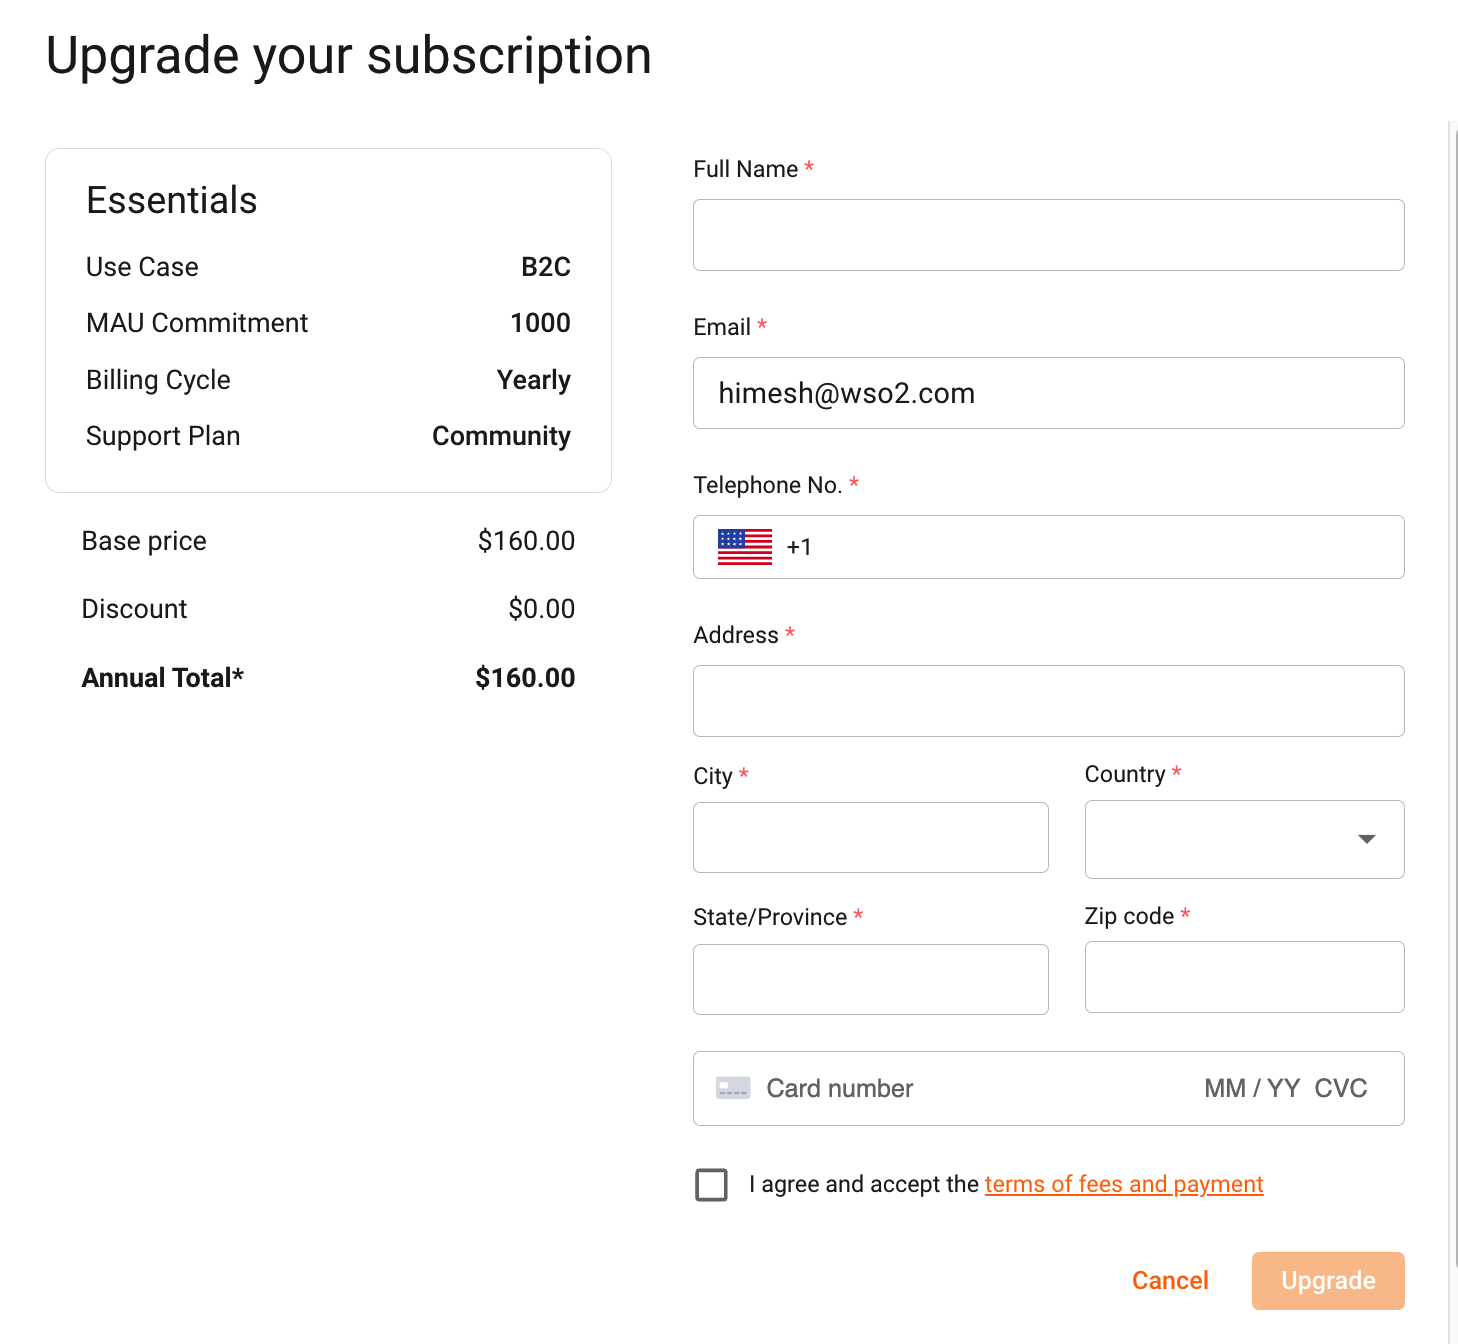 Upgrade your subscription
Essentials
Use Case B2C
MAU Commitment 1000
Billing Cycle Yearly
Support Plan Community
Base price $160.00
Discount $0.00
Annual Total* $160.00
Full Name *
Email *
himesh@wso2.com
Telephone No. *
+1
Address *
City *
Country *
State/Province *
Zip code *
Card number MM / YY CVC
I agree and accept the terms of fees and payment
Cancel Upgrade